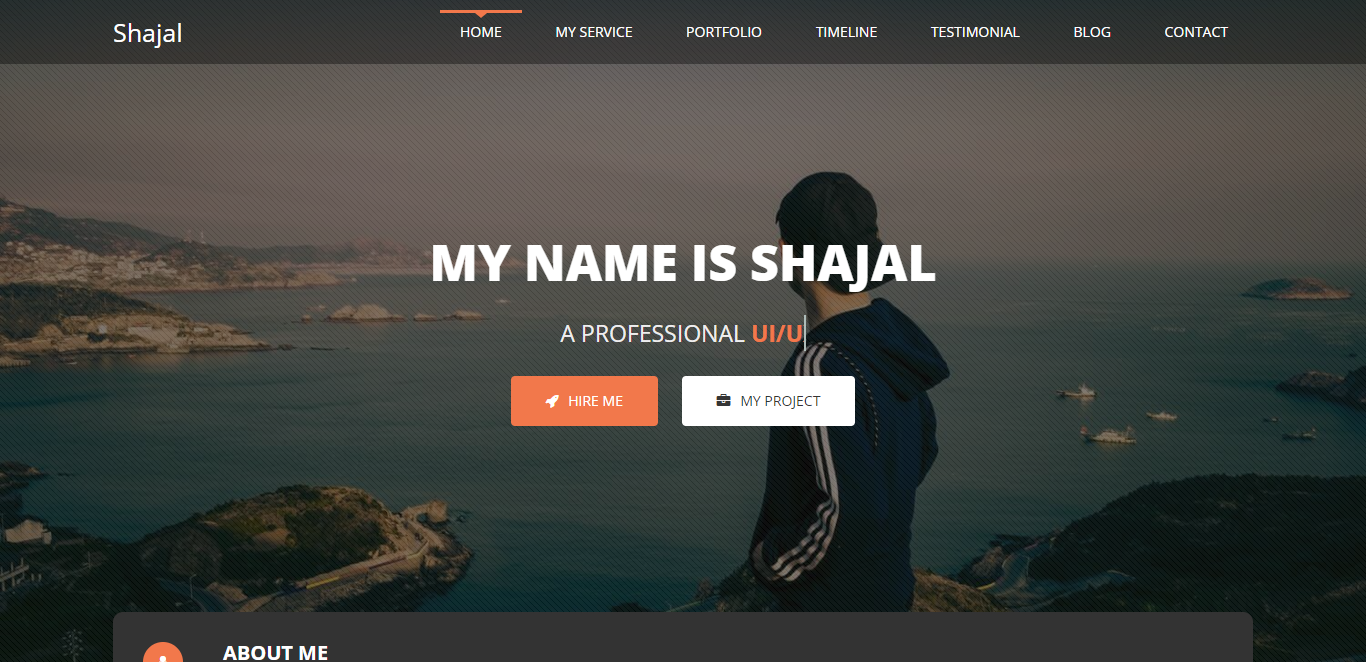 Shajal
HOME MY SERVICE PORTFOLIO TIMELINE TESTIMONIAL BLOG CONTACT
MY NAME IS SHAJAL
A PROFESSIONAL UI/U
HIRE ME MY PROJECT
ABOUT ME